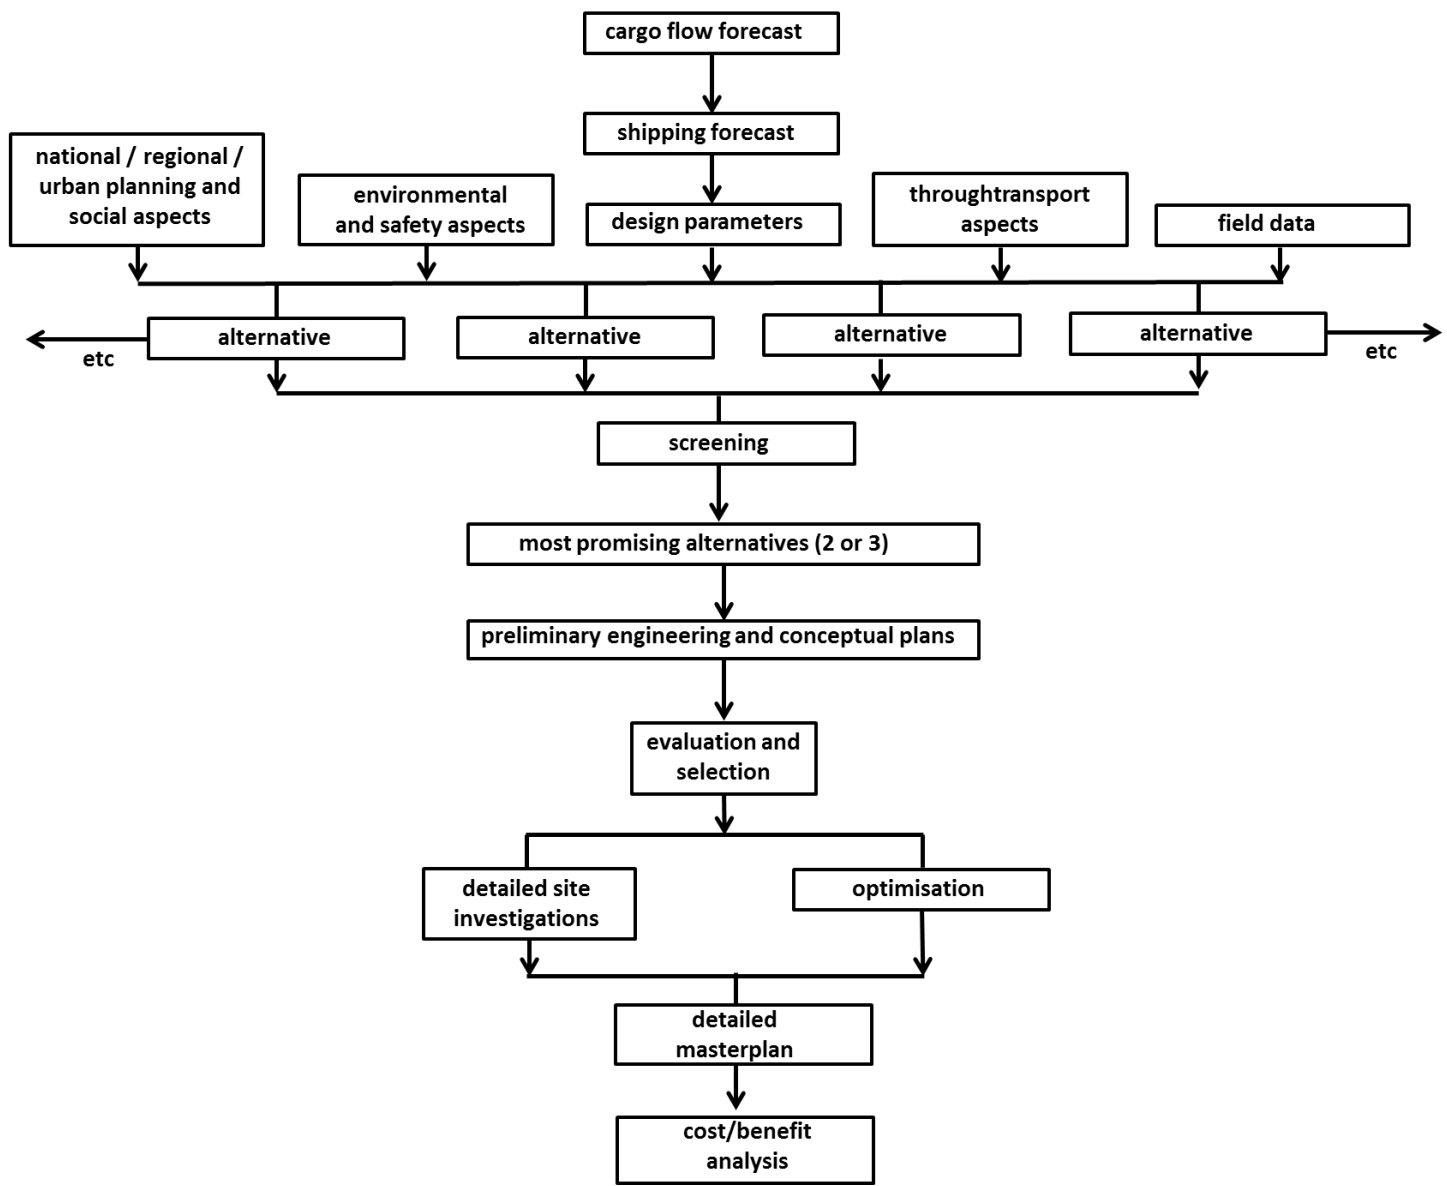 cargo flow forecast
shipping forecast
national / regional /
urban planning and
social aspects
environmental
and safety aspects
design parameters
throughtransport
aspects
field data
alternative
alternative
alternative
alternative
etc
etc
screening
most promising alternatives (2 or 3)
preliminary engineering and conceptual plans
evaluation and
selection
detailed site
investigations
optimisation
detailed
masterplan
cost/benefit
analysis